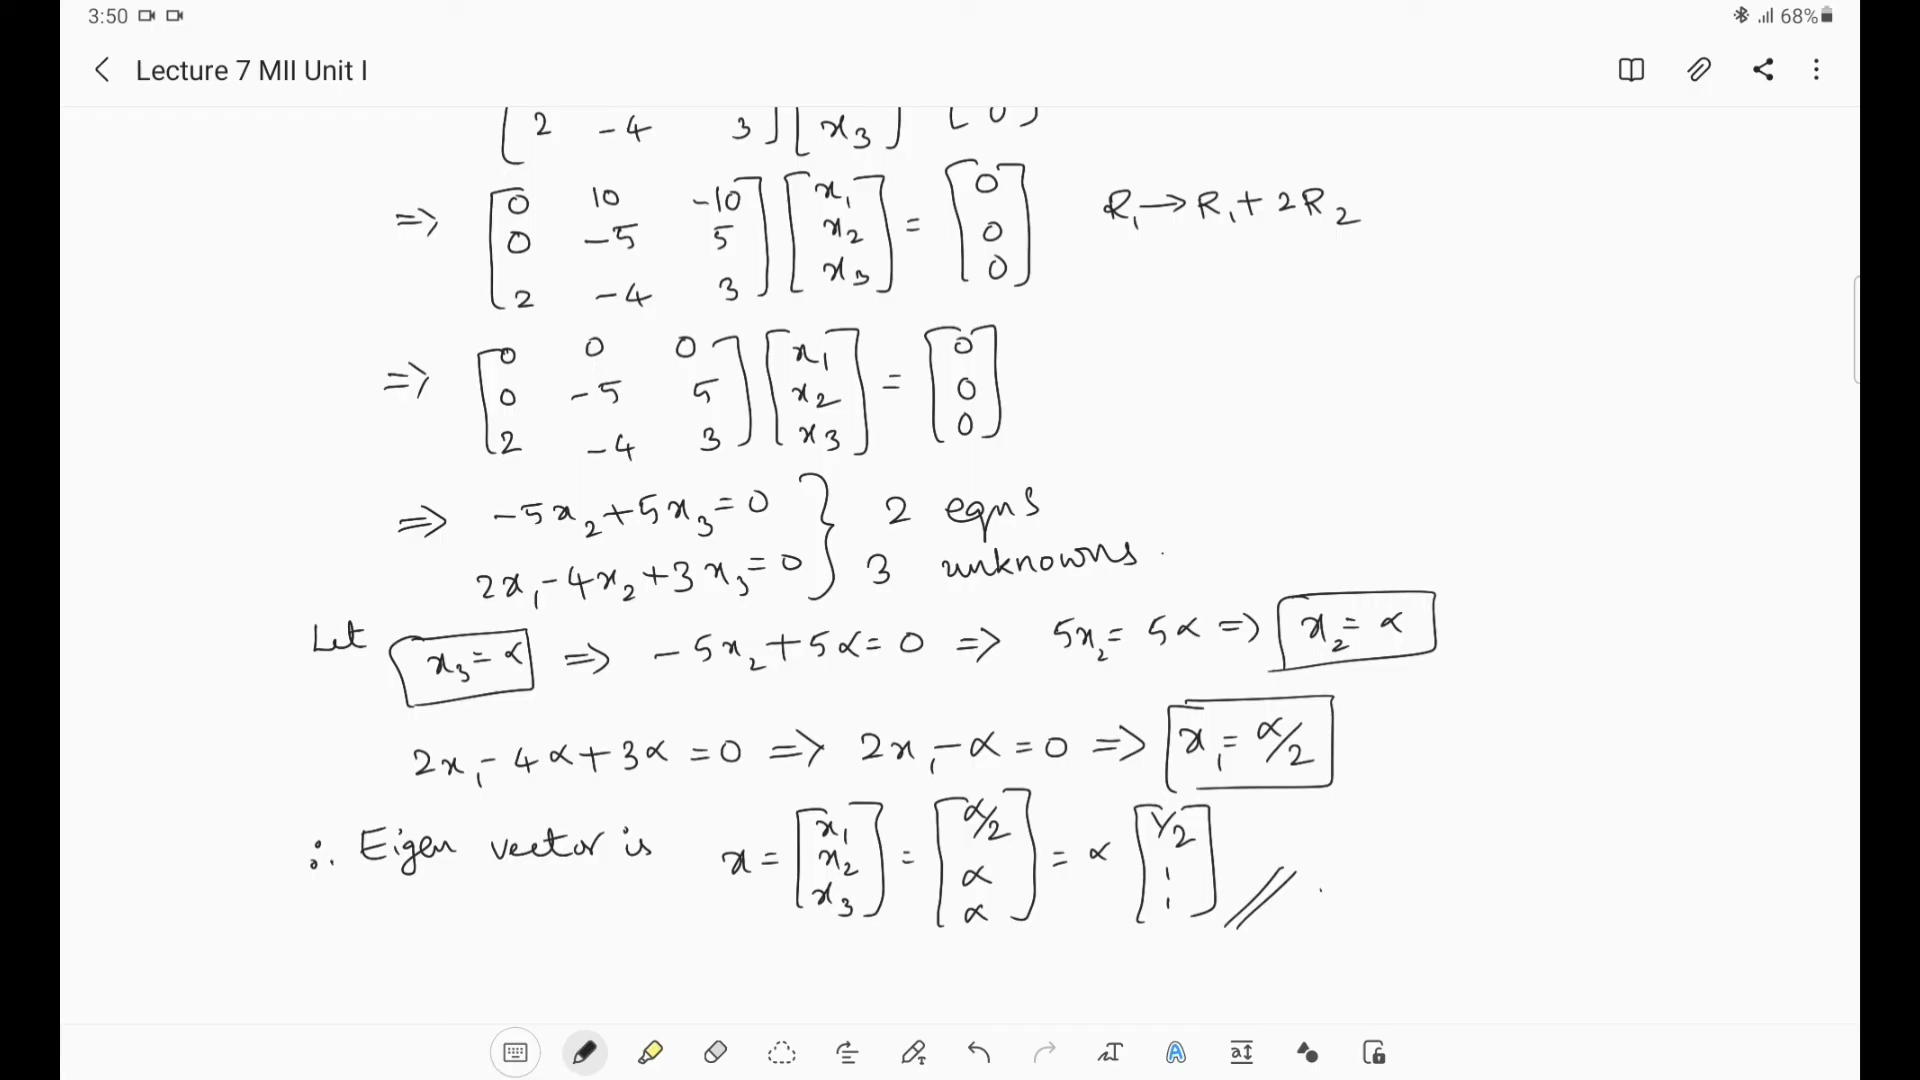 3:50 68%
Lecture 7 MII Unit I
[2 -4 3] [x₃] [0]
=> [0 10 -10; 0 -5 5; 2 -4 3] [x₁; x₂; x₃] = [0; 0; 0] R₁ → R₁ + 2R₂
=> [0 0 0; 0 -5 5; 2 -4 3] [x₁; x₂; x₃] = [0; 0; 0]
=> -5x₂ + 5x₃ = 0 } 2 eqns
2x₁ - 4x₂ + 3x₃ = 0 } 3 unknowns.
Let x₃ = α => -5x₂ + 5α = 0 => 5x₂ = 5α => x₂ = α
2x₁ - 4α + 3α = 0 => 2x₁ - α = 0 => x₁ = α/2
∴ Eigen vector is x = [x₁; x₂; x₃] = [α/2; α; α] = α [1/2; 1; 1] //